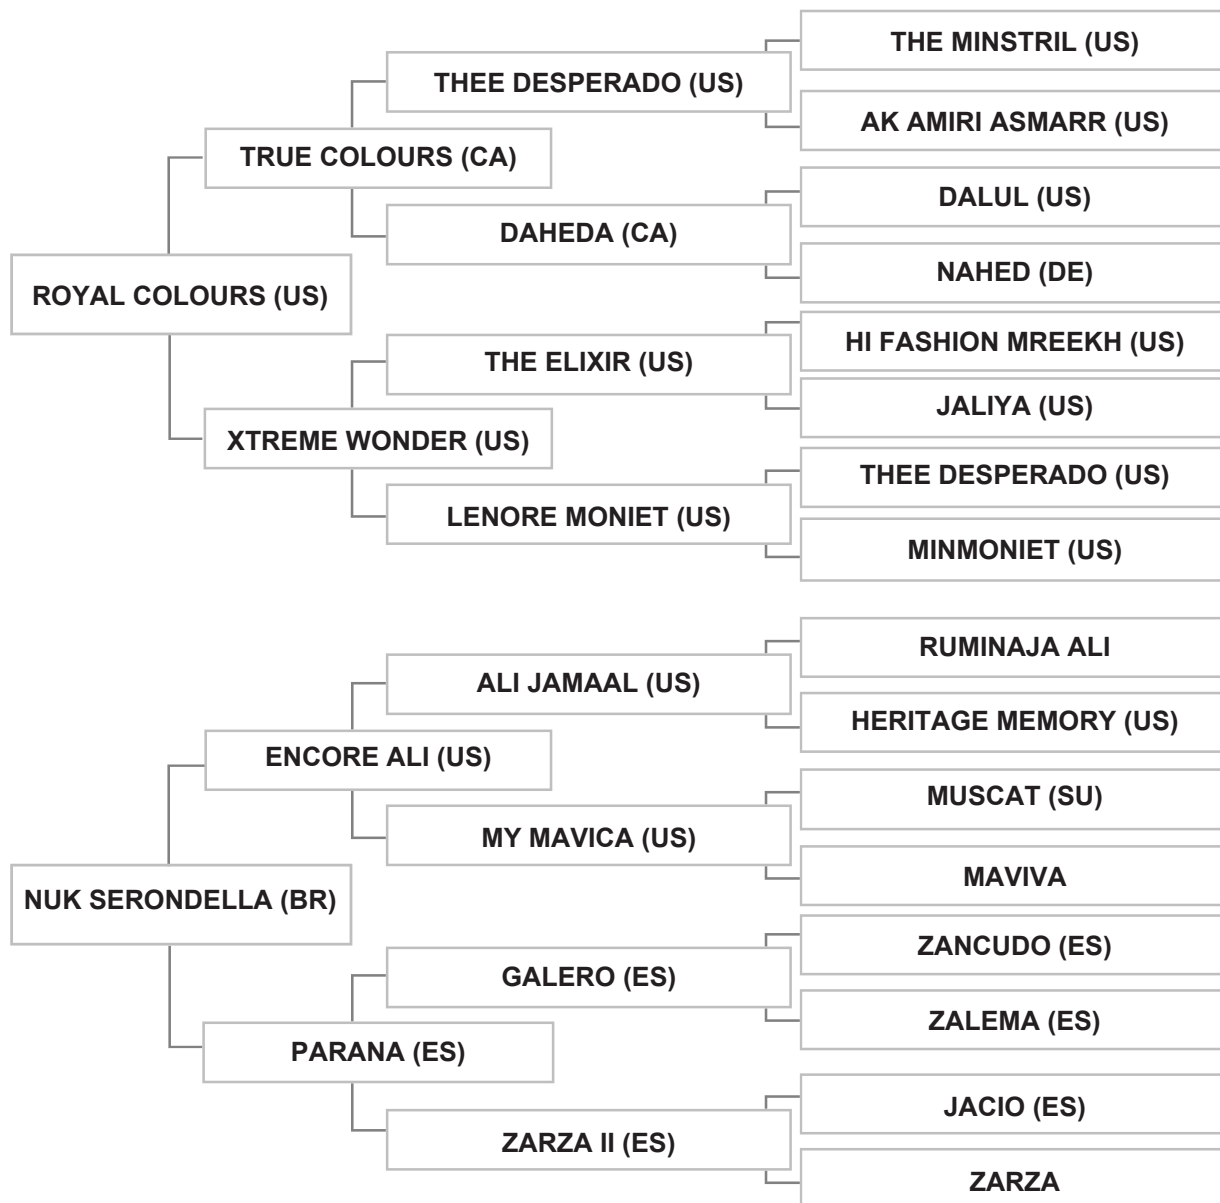 THE MINSTRIL (US)
THEE DESPERADO (US)
AK AMIRI ASMARR (US)
TRUE COLOURS (CA)
DALUL (US)
DAHEDA (CA)
NAHED (DE)
ROYAL COLOURS (US)
HI FASHION MREEKH (US)
THE ELIXIR (US)
JALIYA (US)
XTREME WONDER (US)
THEE DESPERADO (US)
LENORE MONIET (US)
MINMONIET (US)
RUMINAJA ALI
ALI JAMAAL (US)
HERITAGE MEMORY (US)
ENCORE ALI (US)
MUSCAT (SU)
MY MAVICA (US)
MAVIVA
NUK SERONDELLA (BR)
ZANCUDO (ES)
GALERO (ES)
ZALEMA (ES)
PARANA (ES)
JACIO (ES)
ZARZA II (ES)
ZARZA